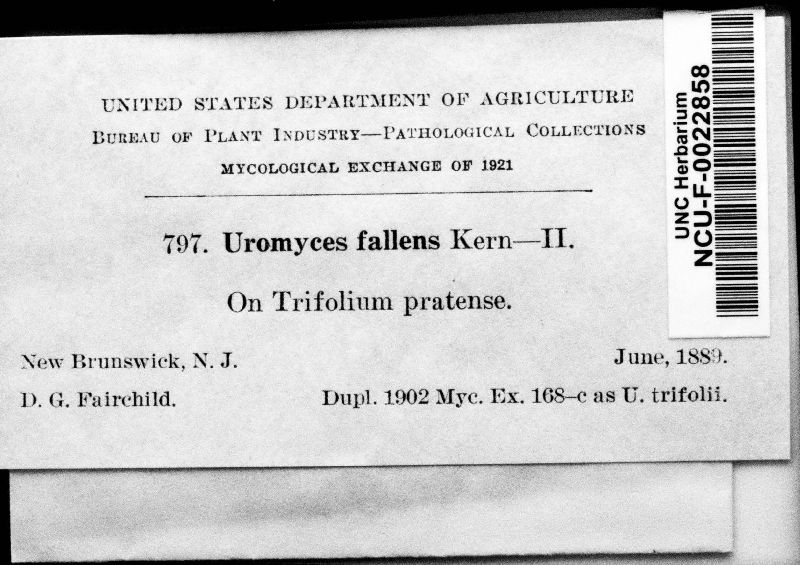 UNITED STATES DEPARTMENT OF AGRICULTURE
BUREAU OF PLANT INDUSTRY—PATHOLOGICAL COLLECTIONS
MYCOLOGICAL EXCHANGE OF 1921
797. Uromyces fallens Kern—II.
On Trifolium pratense.
New Brunswick, N. J. June, 1889.
D. G. Fairchild. Dupl. 1902 Myc. Ex. 168-c as U. trifolii.
UNC Herbarium
NCU-F-0022858